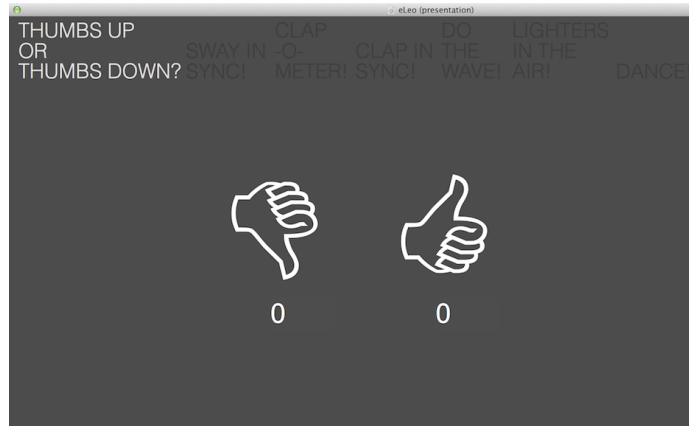 eLeo (presentation)
THUMBS UP
OR
THUMBS DOWN?
SWAY IN
SYNC!
CLAP
-O-
METER!
CLAP IN
SYNC!
DO
THE
WAVE!
LIGHTERS
IN THE
AIR!
DANCE
0
0